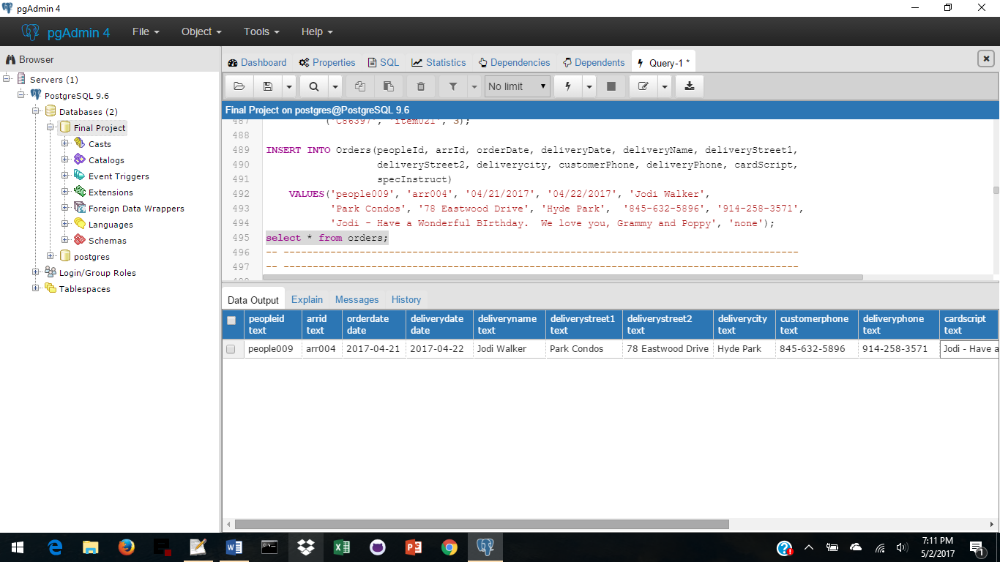 pgAdmin 4
pgAdmin 4 File Object Tools Help
Browser
Servers (1)
PostgreSQL 9.6
Databases (2)
Final Project
Casts
Catalogs
Event Triggers
Extensions
Foreign Data Wrappers
Languages
Schemas
postgres
Login/Group Roles
Tablespaces
Dashboard Properties SQL Statistics Dependencies Dependents Query-1 *
No limit
Final Project on postgres@PostgreSQL 9.6
487 ('C86397', 'item021', 3);
488
489 INSERT INTO Orders(peopleId, arrId, orderDate, deliveryDate, deliveryName, deliveryStreet1,
490 deliveryStreet2, deliverycity, customerPhone, deliveryPhone, cardScript,
491 specInstruct)
492 VALUES('people009', 'arr004', '04/21/2017', '04/22/2017', 'Jodi Walker',
493 'Park Condos', '78 Eastwood Drive', 'Hyde Park', '845-632-5896', '914-258-3571',
494 'Jodi - Have a Wonderful BIrthday. We love you, Grammy and Poppy', 'none');
495 select * from orders;
496 -- ----------------------------------------------------------------------------------------
497 -- ----------------------------------------------------------------------------------------
Data Output Explain Messages History
peopleid arrid orderdate deliverydate deliveryname deliverystreet1 deliverystreet2 deliverycity customerphone deliveryphone cardscript
text text date date text text text text text text text
people009 arr004 2017-04-21 2017-04-22 Jodi Walker Park Condos 78 Eastwood Drive Hyde Park 845-632-5896 914-258-3571 Jodi - Have a
7:11 PM
5/2/2017
1